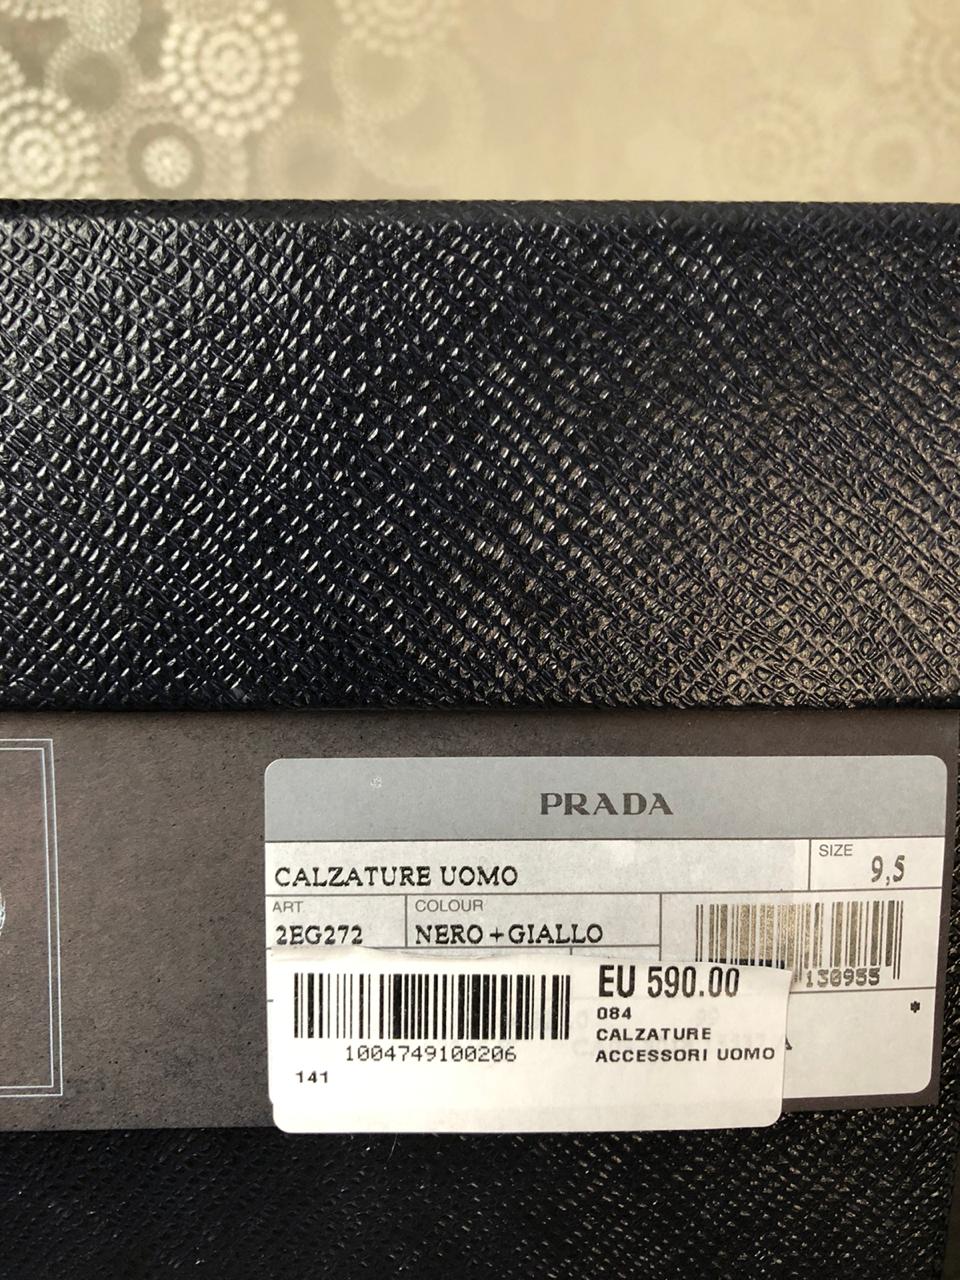 PRADA
CALZATURE UOMO
SIZE
9,5
ART.
COLOUR
2EG272
NERO+GIALLO
130955
*
EU 590.00
084
CALZATURE
ACCESSORI UOMO
1004749100206
141